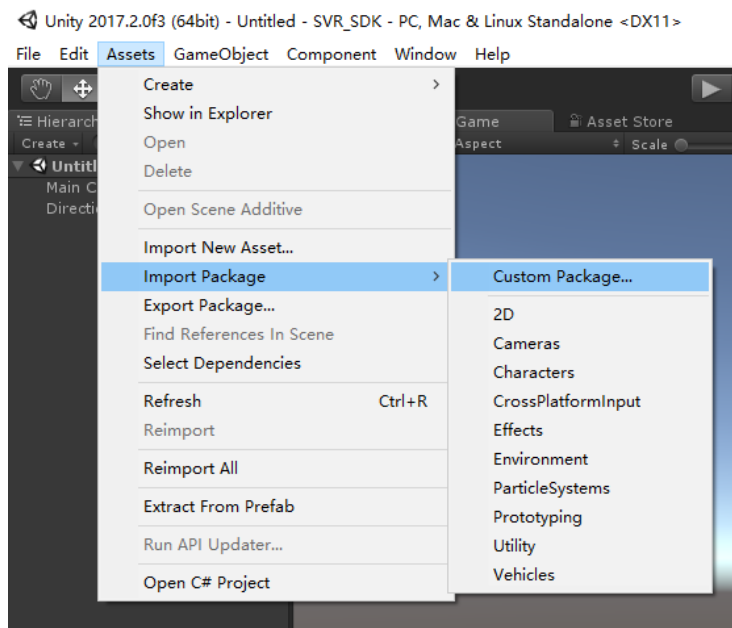 Unity 2017.2.0f3 (64bit) - Untitled - SVR_SDK - PC, Mac & Linux Standalone <DX11>
File Edit Assets GameObject Component Window Help
Create >
Show in Explorer
Open
Delete
Open Scene Additive
Import New Asset...
Import Package >
Export Package...
Find References In Scene
Select Dependencies
Refresh Ctrl+R
Reimport
Reimport All
Extract From Prefab
Run API Updater...
Open C# Project
Hierarch
Create
Untitl
Main C
Directi
Game
Asset Store
Aspect
Scale
Custom Package...
2D
Cameras
Characters
CrossPlatformInput
Effects
Environment
ParticleSystems
Prototyping
Utility
Vehicles